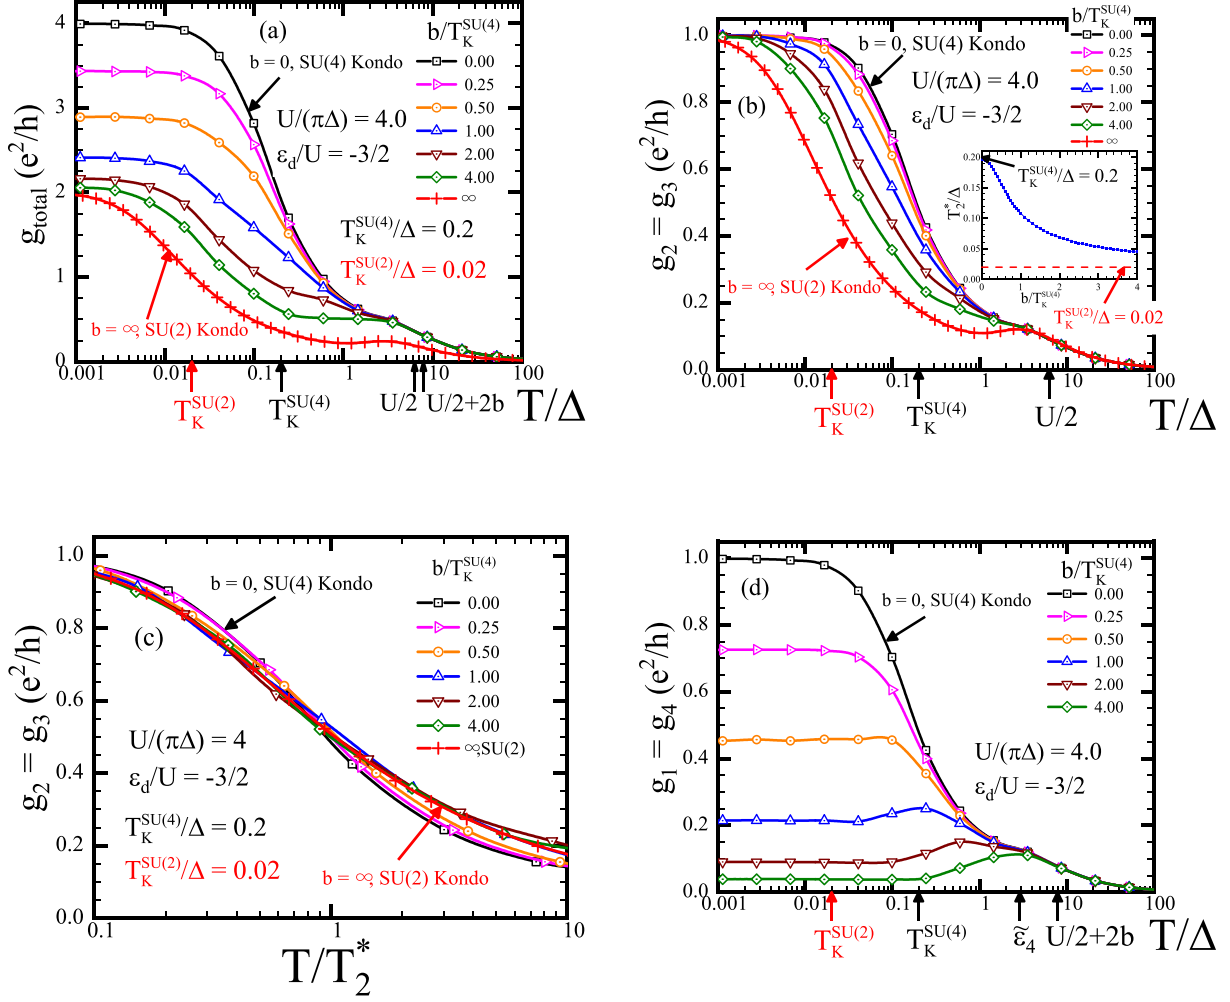 (a)
b/T_K^SU(4)
0.00
0.25
0.50
1.00
2.00
4.00
∞
b = 0, SU(4) Kondo
U/(πΔ) = 4.0
ε_d/U = -3/2
T_K^SU(4)/Δ = 0.2
T_K^SU(2)/Δ = 0.02
b = ∞, SU(2) Kondo
g_total (e²/h)
4
3
2
1
0
0.001 0.01 0.1 1 10 100
T_K^SU(2) T_K^SU(4) U/2 U/2+2b T/Δ
(b)
b/T_K^SU(4)
0.00
0.25
0.50
1.00
2.00
4.00
∞
b = 0, SU(4) Kondo
U/(πΔ) = 4.0
ε_d/U = -3/2
b = ∞, SU(2) Kondo
g₂ = g₃ (e²/h)
1.0
0.8
0.6
0.4
0.2
0.0
0.001 0.01 0.1 1 10 100
T_K^SU(2) T_K^SU(4) U/2 T/Δ
T₂*/Δ
0.20
0.15
0.10
0.05
0.00
T_K^SU(4)/Δ = 0.2
0 1 2 3 4
b/T_K^SU(4)
T_K^SU(2)/Δ = 0.02
(c)
b/T_K^SU(4)
0.00
0.25
0.50
1.00
2.00
4.00
∞,SU(2)
b = 0, SU(4) Kondo
U/(πΔ) = 4
ε_d/U = -3/2
T_K^SU(4)/Δ = 0.2
T_K^SU(2)/Δ = 0.02
b = ∞, SU(2) Kondo
g₂ = g₃ (e²/h)
1.0
0.8
0.6
0.4
0.2
0.0
0.1 1 10
T/T₂*
(d)
b/T_K^SU(4)
0.00
0.25
0.50
1.00
2.00
4.00
b = 0, SU(4) Kondo
U/(πΔ) = 4.0
ε_d/U = -3/2
g₁ = g₄ (e²/h)
1.0
0.8
0.6
0.4
0.2
0.0
0.001 0.01 0.1 1 10 100
T_K^SU(2) T_K^SU(4) ε̃₄ U/2+2b T/Δ